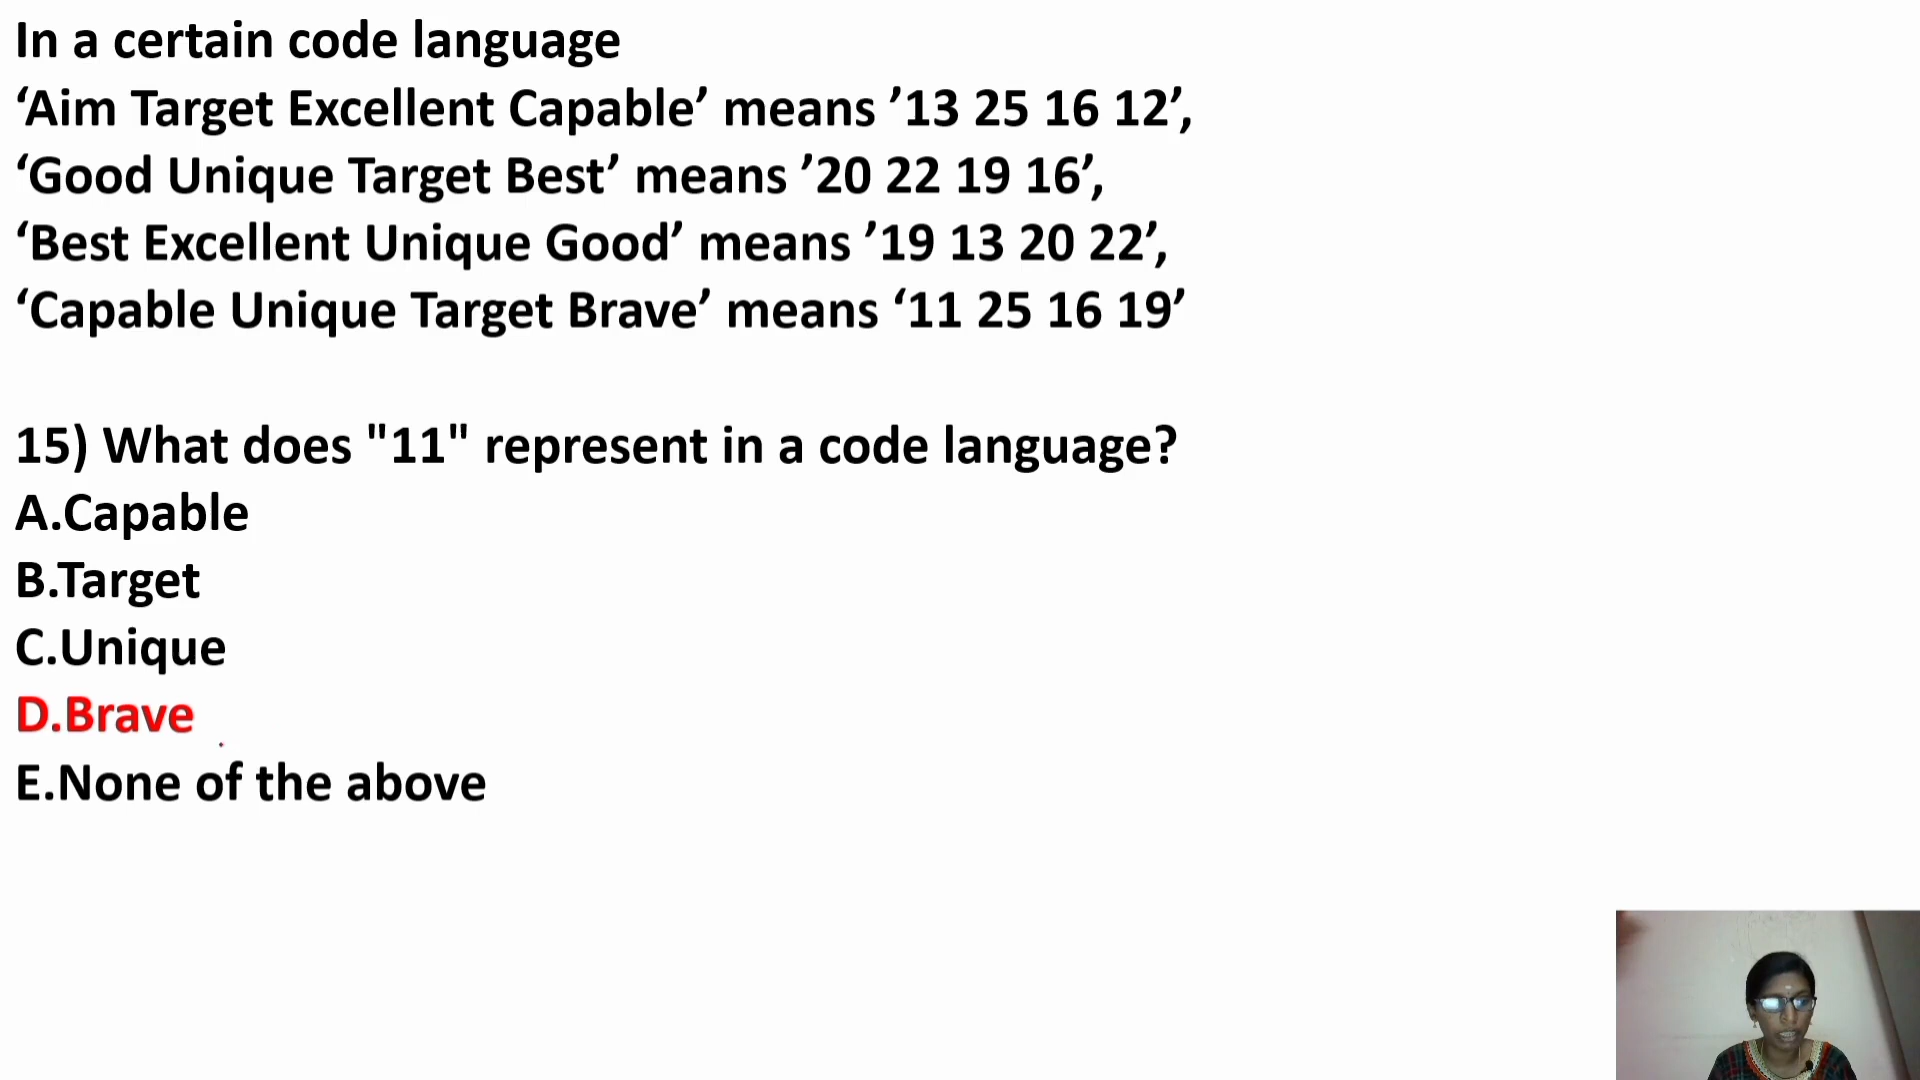 In a certain code language
‘Aim Target Excellent Capable’ means ’13 25 16 12’,
‘Good Unique Target Best’ means ’20 22 19 16’,
‘Best Excellent Unique Good’ means ’19 13 20 22’,
‘Capable Unique Target Brave’ means ‘11 25 16 19’
15) What does "11" represent in a code language?
A.Capable
B.Target
C.Unique
D.Brave
E.None of the above